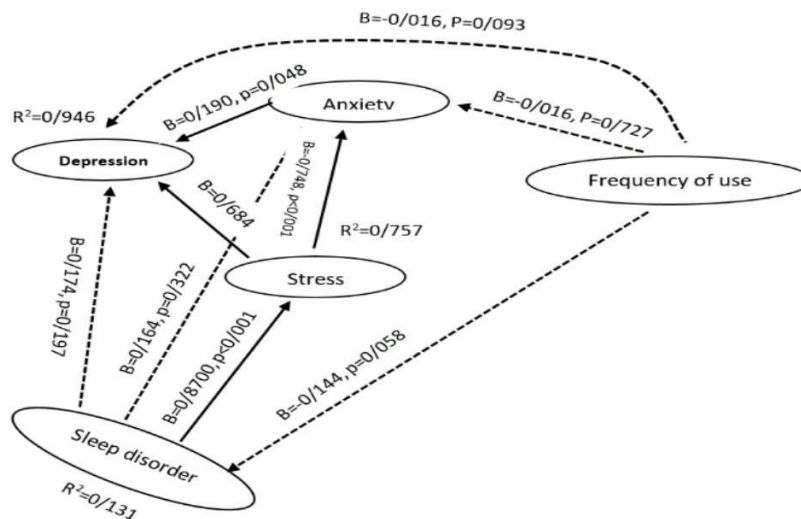 B=-0/016, P=0/093
B=0/190, p=0/048
Anxietv
R²=0/946
B=-0/016, P=0/727
Depression
Frequency of use
B=0/684
B=-0/748, p<0/001
R²=0/757
Stress
B=0/174, p=0/197
B=0/164, p=0/322
B=0/8700, p<0/001
B=-0/144, p=0/058
Sleep disorder
R²=0/131